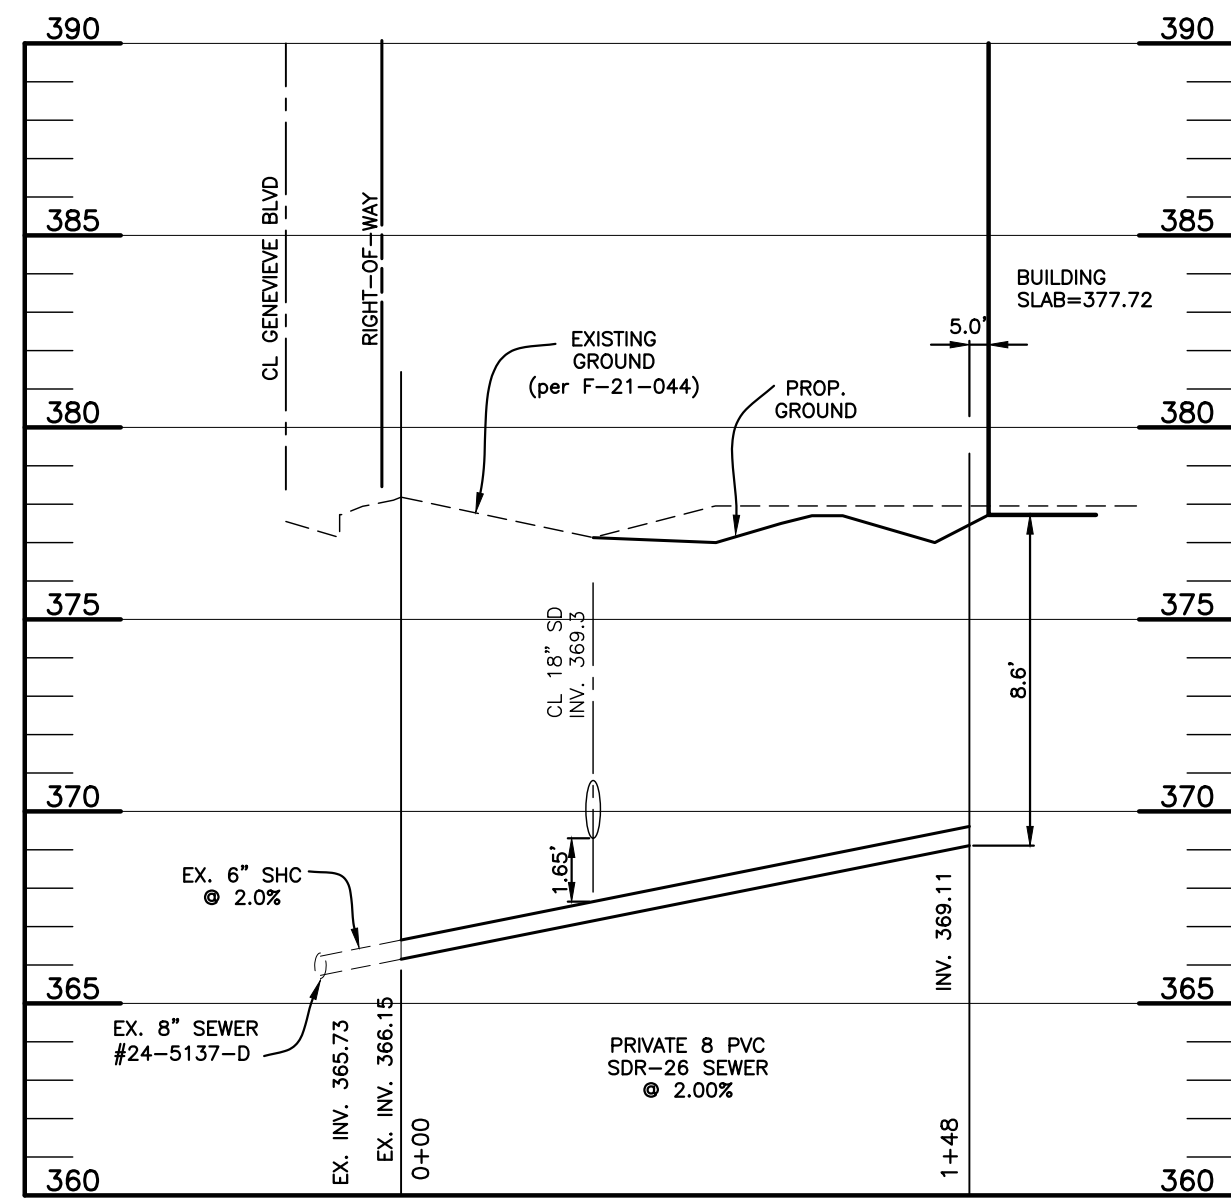 390
390
CL GENEVIEVE BLVD
RIGHT-OF-WAY
385
385
BUILDING
SLAB=377.72
5.0'
EXISTING
GROUND
(per F-21-044)
PROP.
GROUND
380
380
375
375
CL 18" SD
INV. 369.3
8.6'
370
370
1.65'
EX. 6" SHC
@ 2.0%
INV. 369.11
365
365
EX. 8" SEWER
#24-5137-D
EX. INV. 365.73
EX. INV. 366.15
0+00
PRIVATE 8 PVC
SDR-26 SEWER
@ 2.00%
1+48
360
360